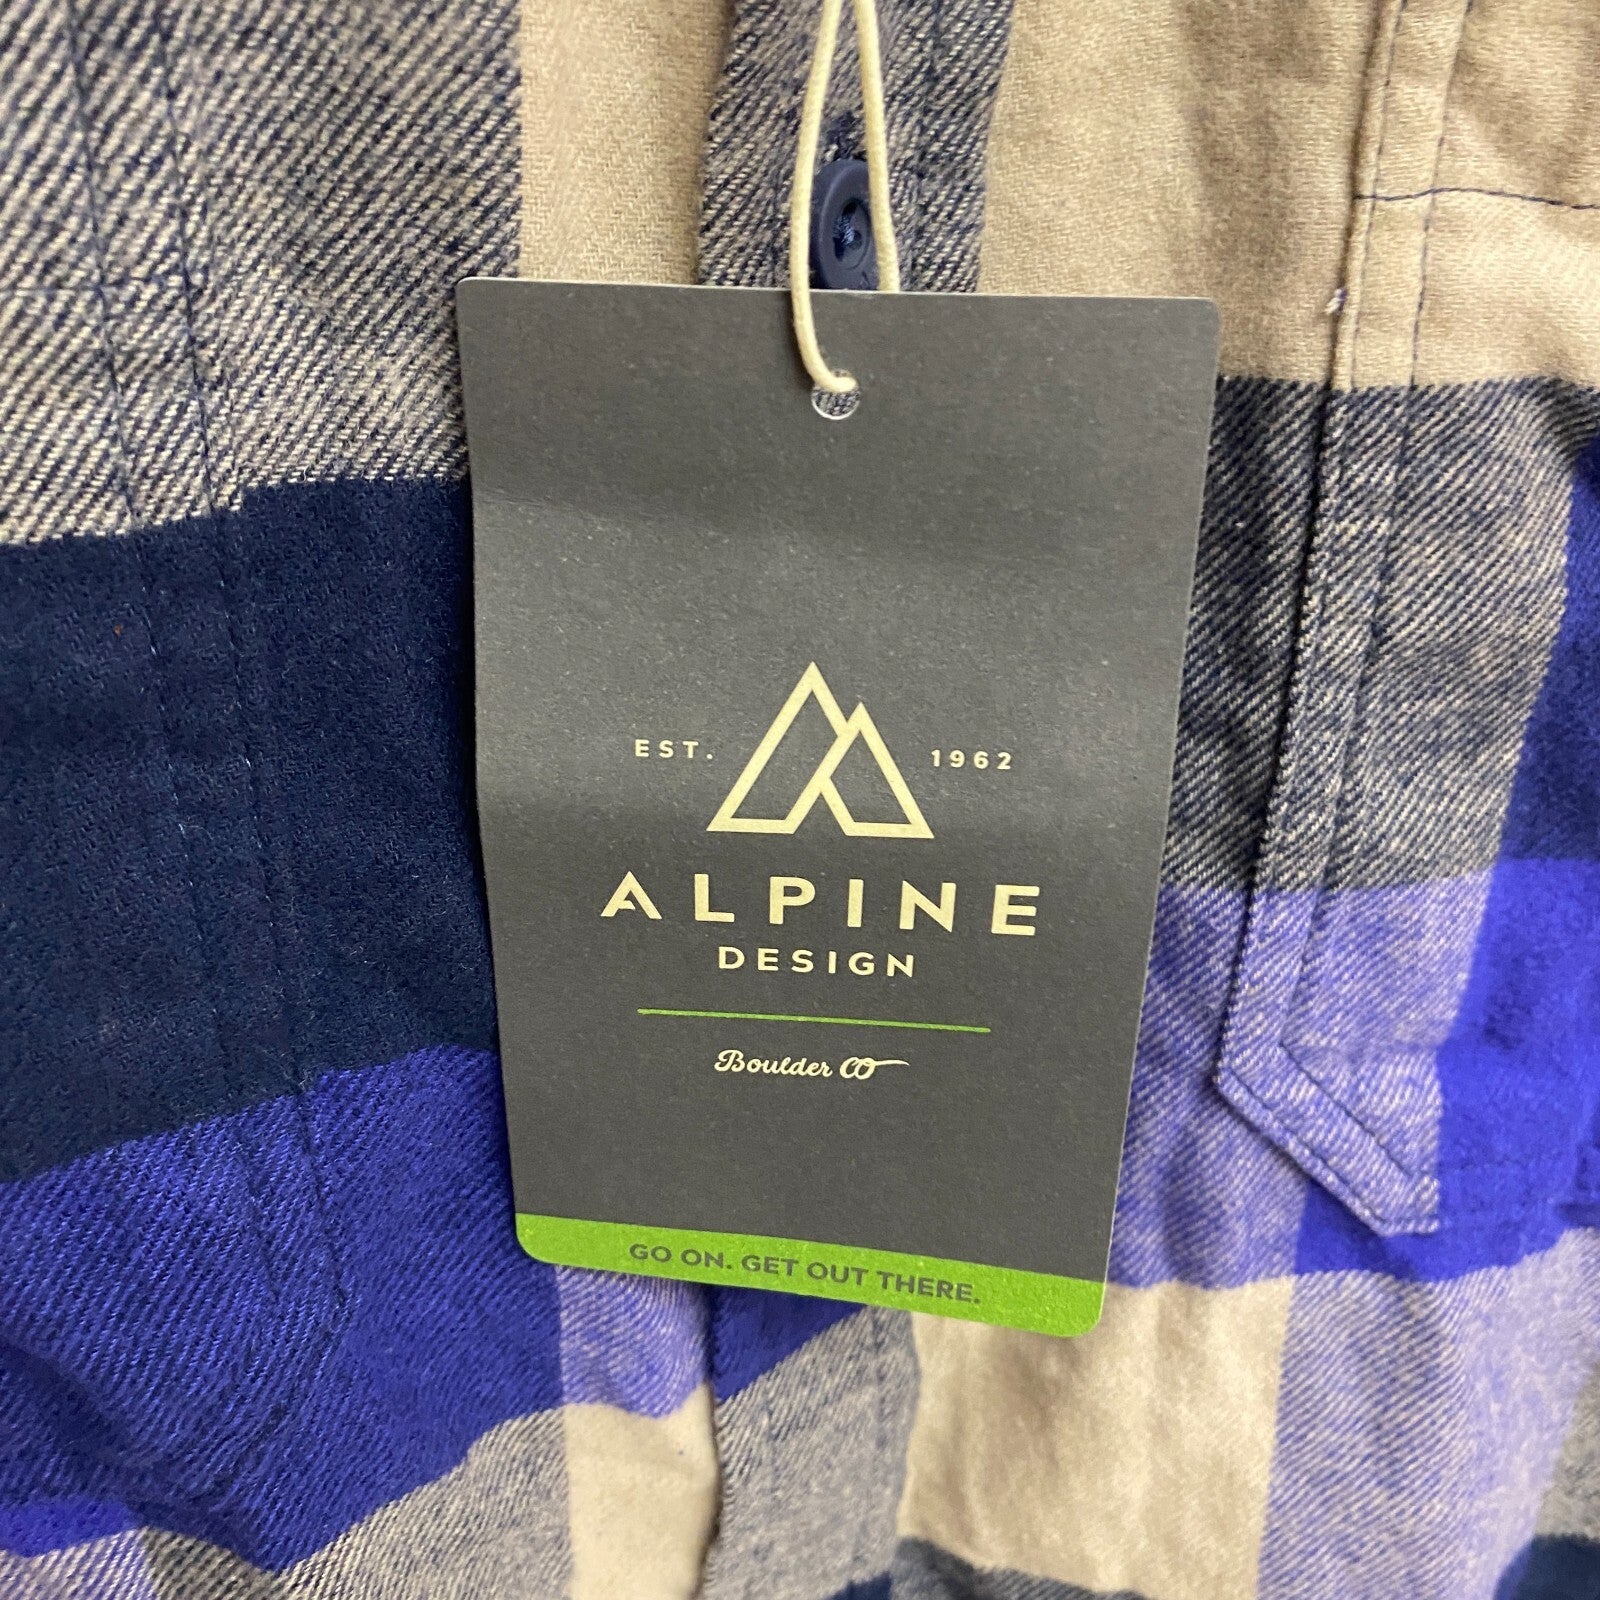 EST. 1962
ALPINE
DESIGN
Boulder CO
GO ON. GET OUT THERE.